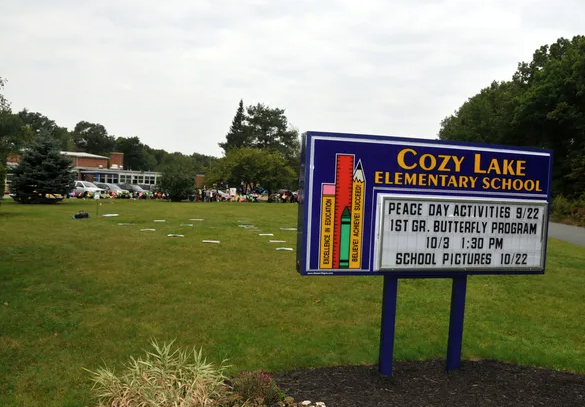 COZY LAKE
ELEMENTARY SCHOOL
EXCELLENCE IN EDUCATION
BELIEVE! ACHIEVE! SUCCEED!
PEACE DAY ACTIVITIES 9/22
1ST GR. BUTTERFLY PROGRAM
10/3 1:30 PM
SCHOOL PICTURES 10/22